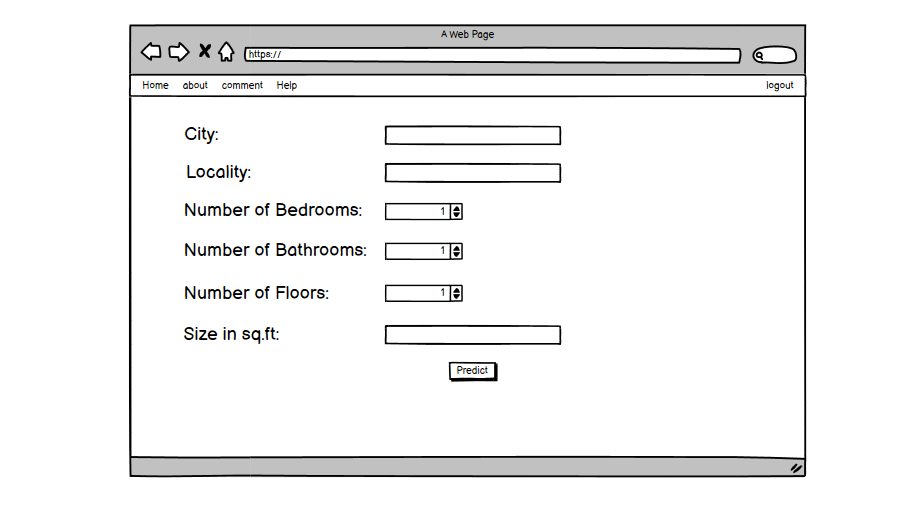 A Web Page
https://
Home about comment Help logout
City:
Locality:
Number of Bedrooms: 1
Number of Bathrooms: 1
Number of Floors: 1
Size in sq.ft:
Predict